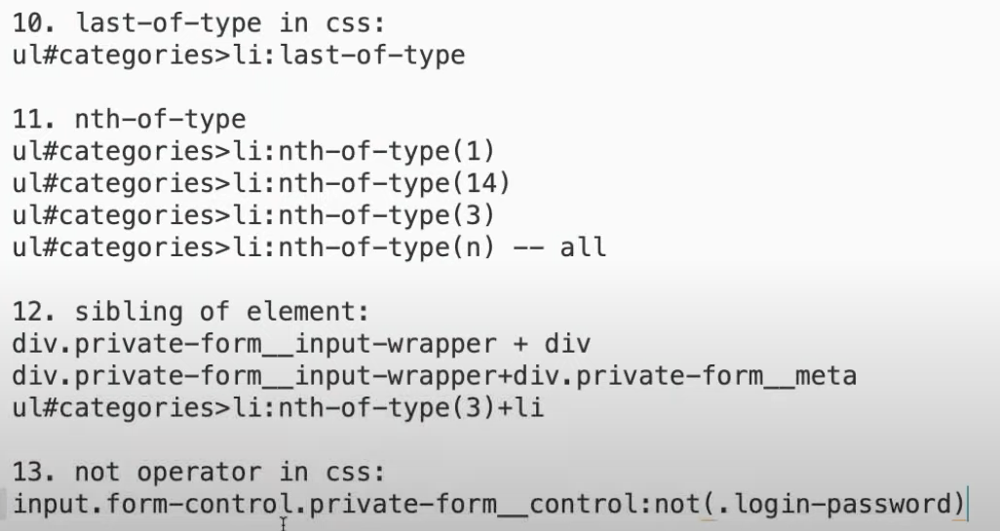 10. last-of-type in css:
ul#categories>li:last-of-type
11. nth-of-type
ul#categories>li:nth-of-type(1)
ul#categories>li:nth-of-type(14)
ul#categories>li:nth-of-type(3)
ul#categories>li:nth-of-type(n) -- all
12. sibling of element:
div.private-form__input-wrapper + div
div.private-form__input-wrapper+div.private-form__meta
ul#categories>li:nth-of-type(3)+li
13. not operator in css:
input.form-control.private-form__control:not(.login-password)